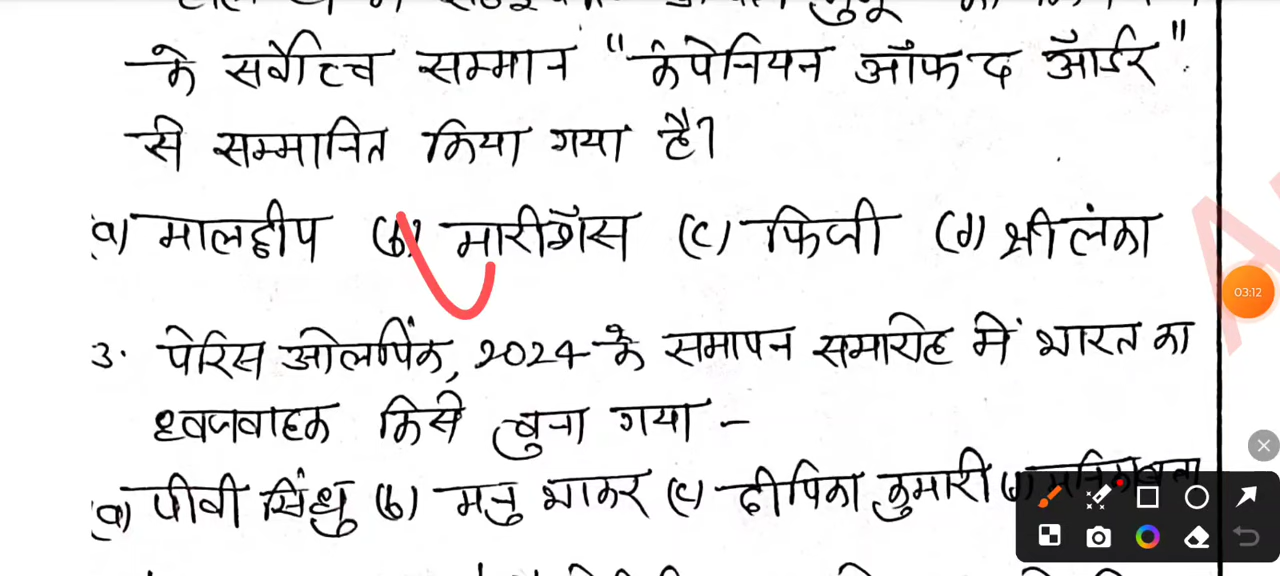 के सर्वोच्च सम्मान "कंपेनियन ऑफ द ऑर्डर"
से सम्मानित किया गया है?
(a) मालद्वीप (b) मारीशॅस (c) फिजी (d) श्रीलंका
3. पेरिस ओलंपिक, 2024 के समापन समारोह में भारत का
ध्वजवाहक किसे चुना गया -
(a) पीवी सिंधु (b) मनु भाकर (c) दीपिका कुमारी (d)
03:12